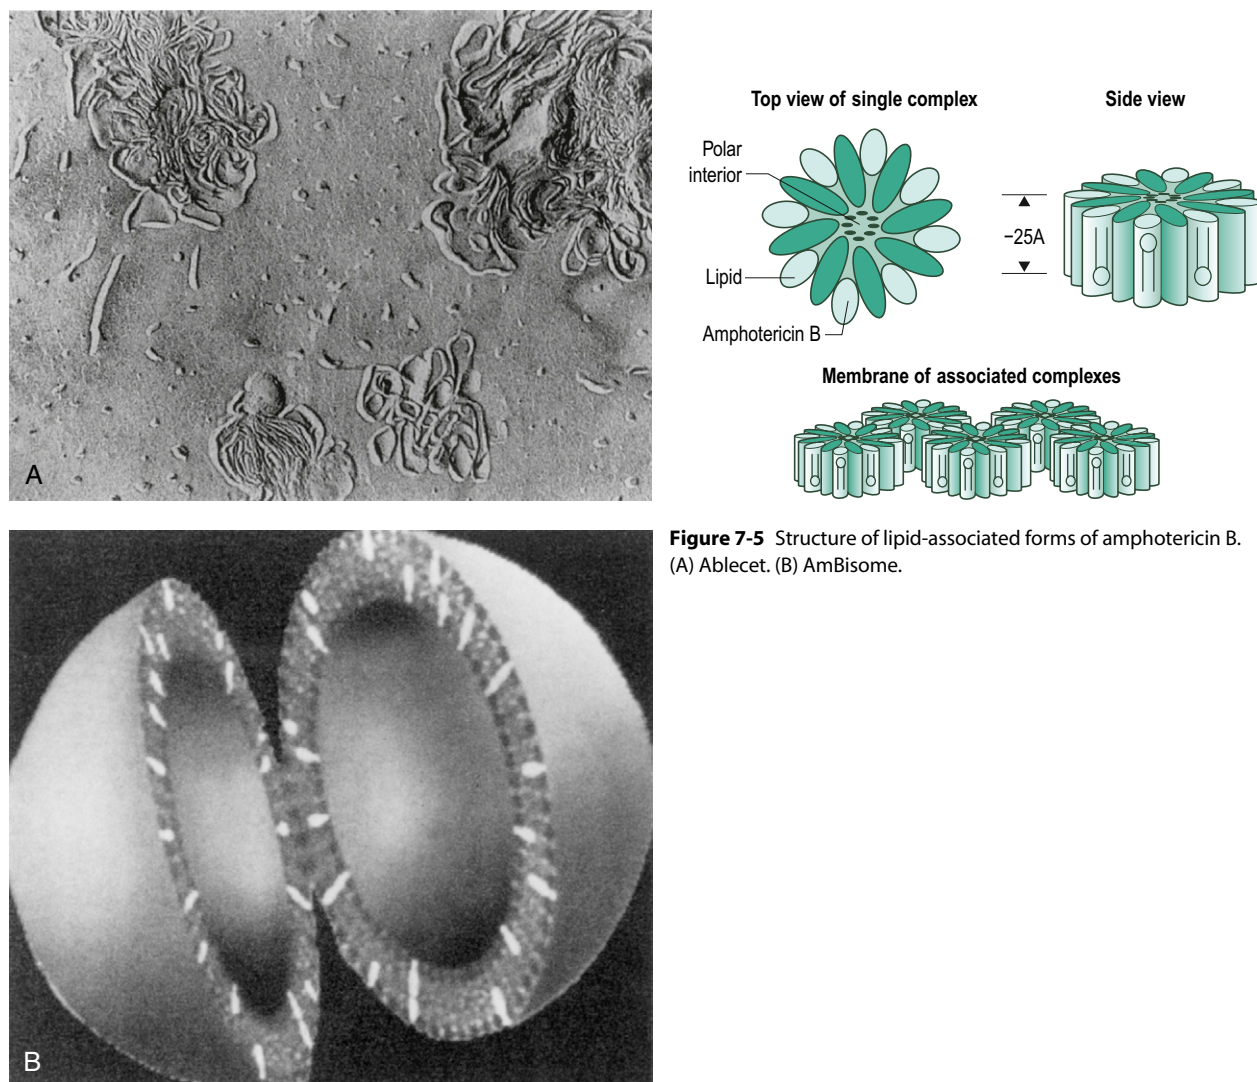 Top view of single complex
Side view
Polar
interior
−25A
Lipid
Amphotericin B
Membrane of associated complexes
A
Figure 7-5 Structure of lipid-associated forms of amphotericin B.
(A) Ablecet. (B) AmBisome.
B